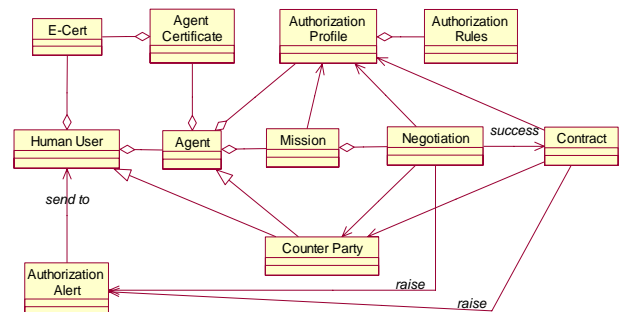 E-Cert
Agent
Certificate
Authorization
Profile
Authorization
Rules
Human User
Agent
Mission
Negotiation
success
Contract
send to
Counter Party
Authorization
Alert
raise
raise